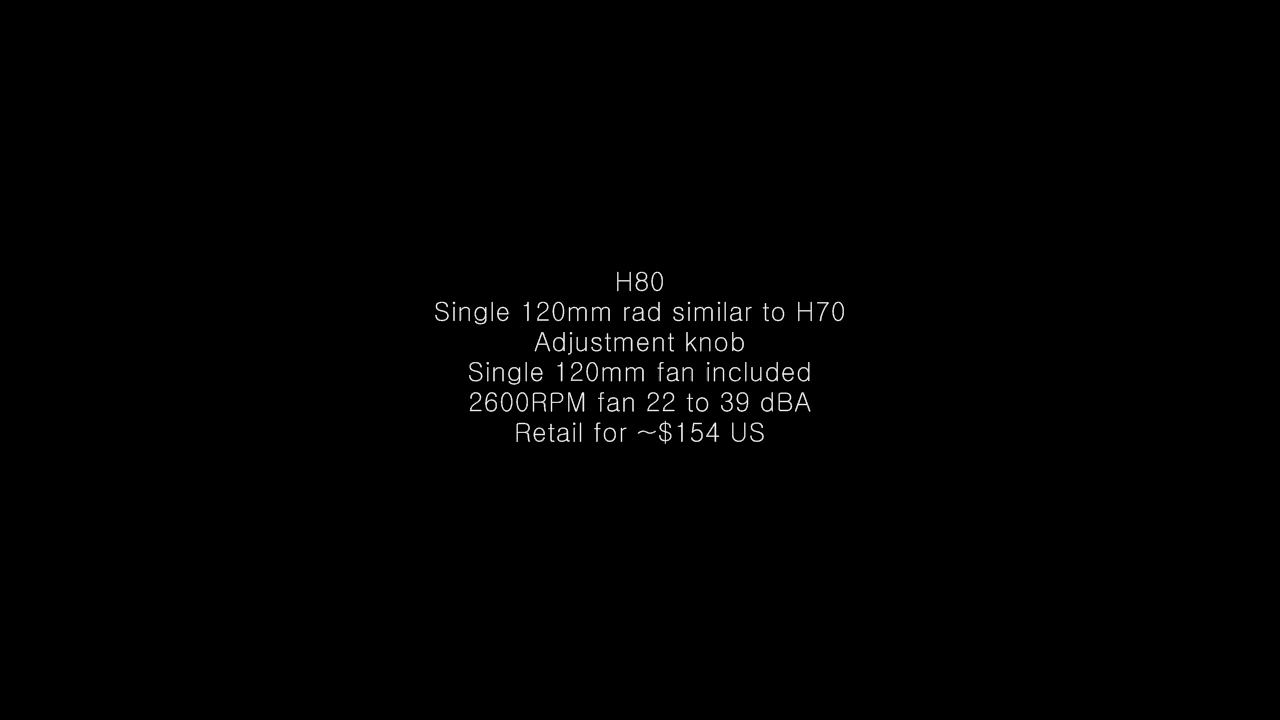 H80
Single 120mm rad similar to H70
Adjustment knob
Single 120mm fan included
2600RPM fan 22 to 39 dBA
Retail for ~$154 US